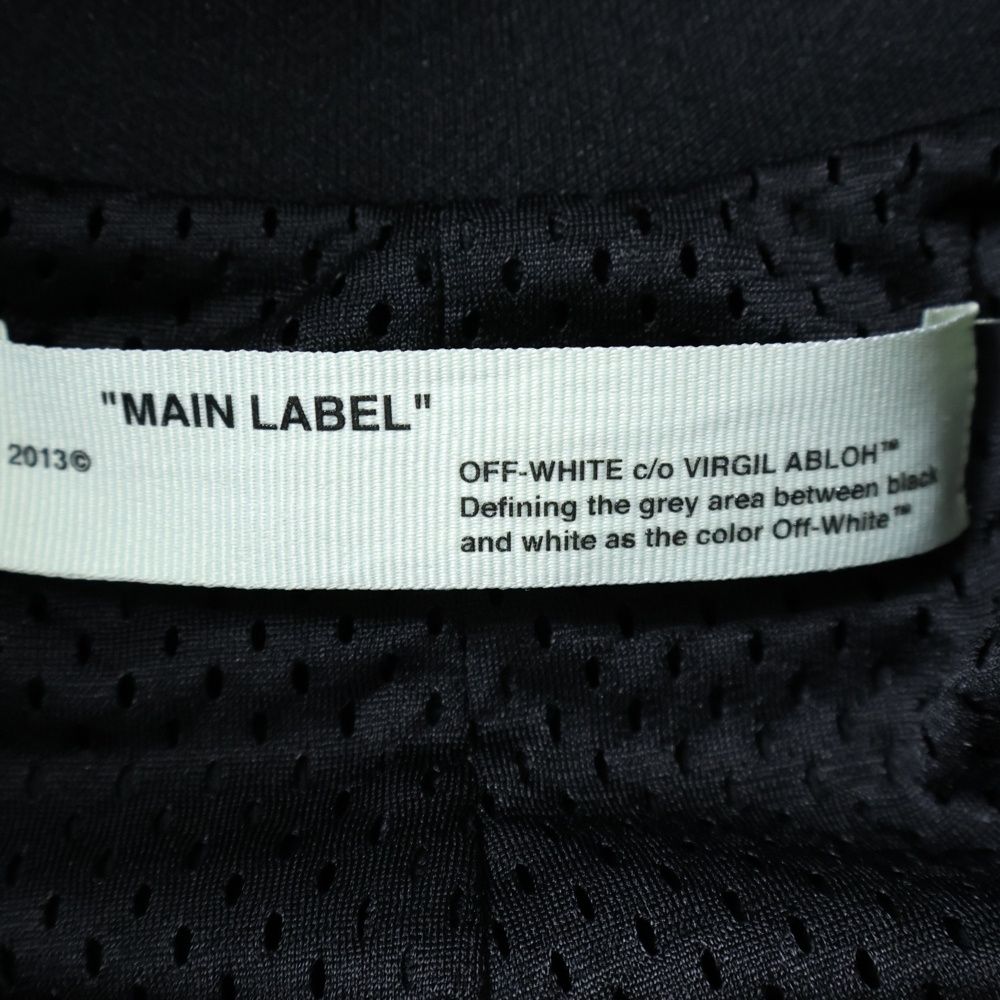 "MAIN LABEL"
2013©
OFF-WHITE c/o VIRGIL ABLOH™
Defining the grey area between black
and white as the color Off-White™